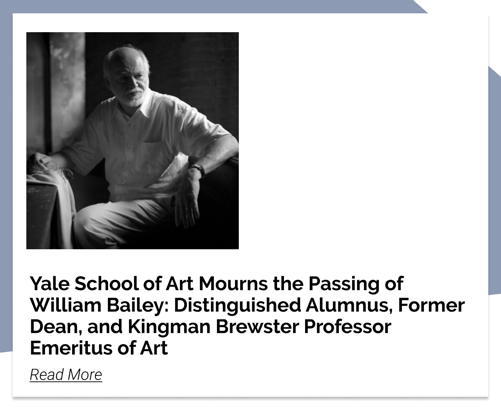 Yale School of Art Mourns the Passing of
William Bailey: Distinguished Alumnus, Former
Dean, and Kingman Brewster Professor
Emeritus of Art
Read More